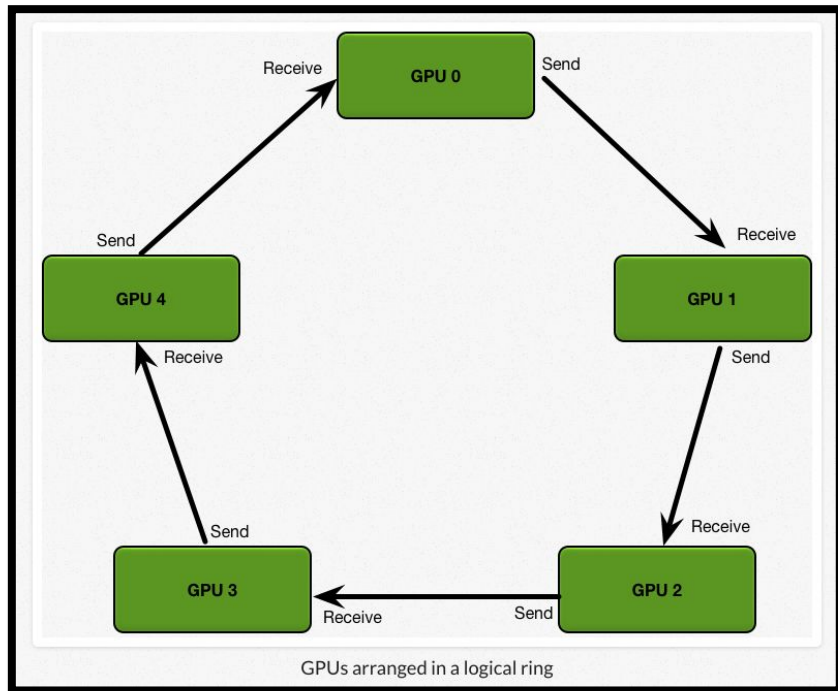 GPU 0
Receive
Send
Send
Receive
GPU 4
GPU 1
Receive
Send
Send
Receive
GPU 3
GPU 2
Receive
Send
GPUs arranged in a logical ring